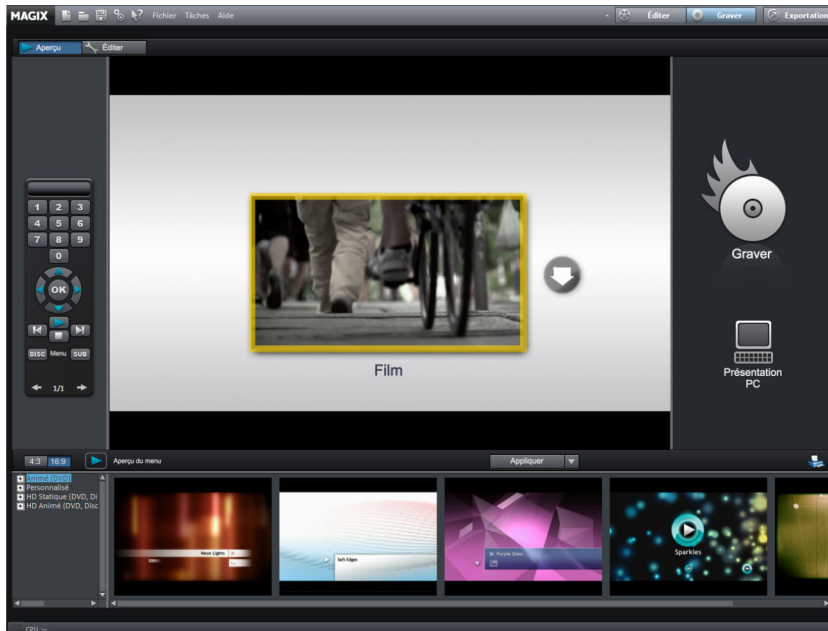 MAGIX Fichier Tâches Aide Éditer Graver Exportation
Aperçu Éditer
1 2 3
4 5 6
7 8 9
0
OK
DISC Menu SUB
1/1
Film
Graver
Présentation
PC
4:3 16:9 Aperçu du menu Appliquer
Animé (DVD)
Personnalisé
HD Statique (DVD, Di
HD Animé (DVD, Disc
Neon Lights
Soft Edges
Purple Glass
Sparkles
CPU —